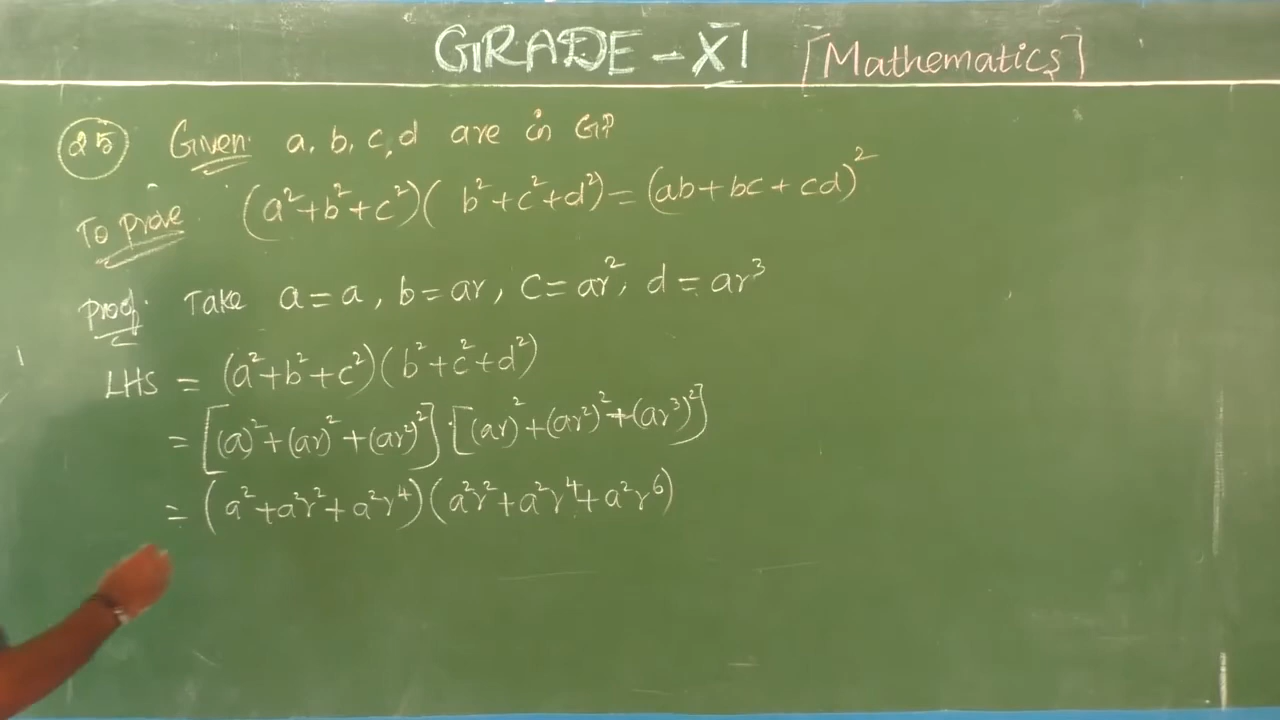 GRADE - XI [Mathematics]
25 Given: a, b, c, d are in GP
To prove: (a²+b²+c²)(b²+c²+d²)=(ab+bc+cd)²
Proof: Take a=a, b=ar, c=ar², d=ar³
LHS = (a²+b²+c²)(b²+c²+d²)
= [(a)²+(ar)²+(ar²)²].[(ar)²+(ar²)²+(ar³)²]
= (a²+a²r²+a²r⁴)(a²r²+a²r⁴+a²r⁶)